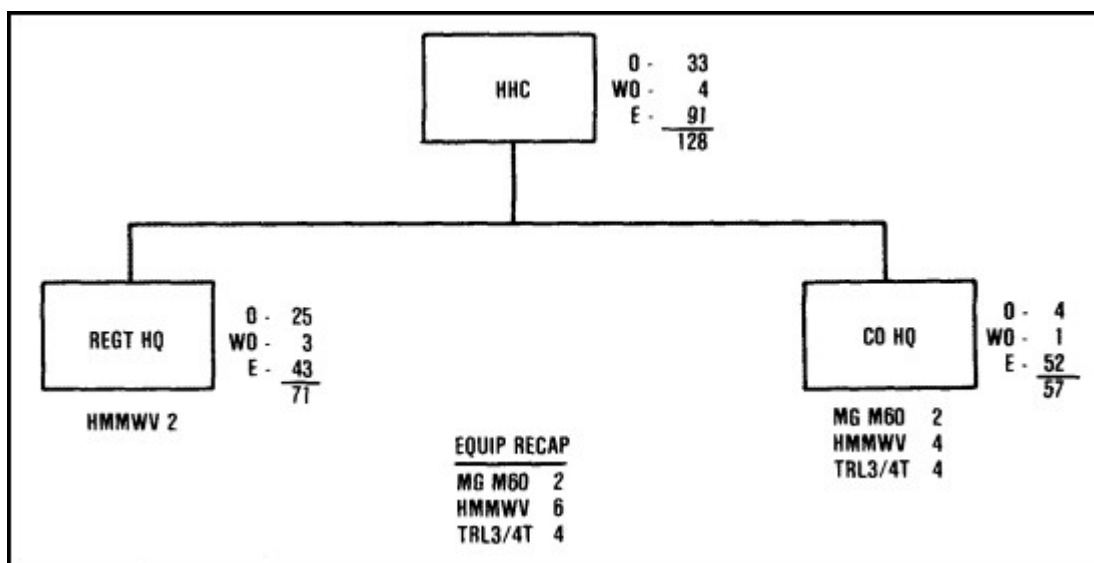 HHC
O - 33
WO - 4
E - 91
128
REGT HQ
O - 25
WO - 3
E - 43
71
HMMWV 2
CO HQ
O - 4
WO - 1
E - 52
57
MG M60 2
HMMWV 4
TRL3/4T 4
EQUIP RECAP
MG M60 2
HMMWV 6
TRL3/4T 4